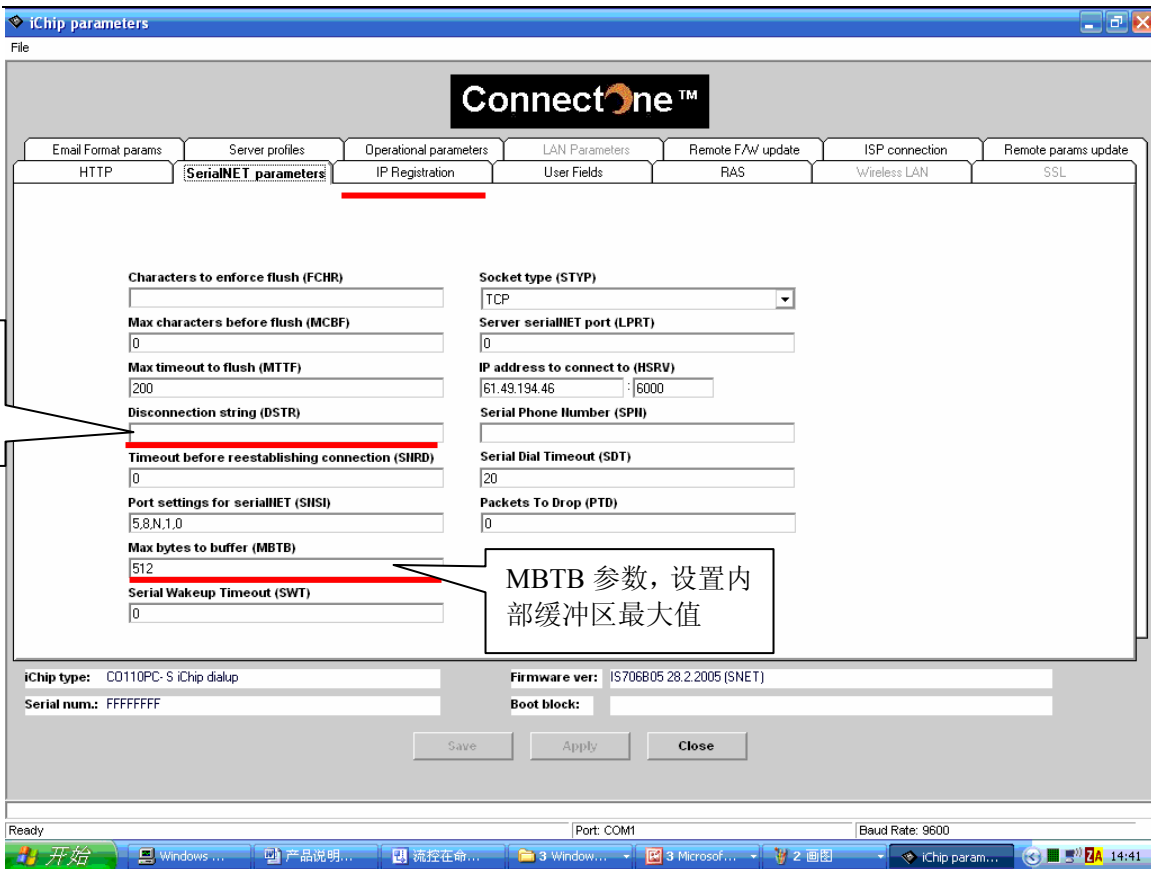 iChip parameters
File
ConnectOne™
Email Format params Server profiles Operational parameters LAN Parameters Remote F/W update ISP connection Remote params update
HTTP SerialNET parameters IP Registration User Fields RAS Wireless LAN SSL
Characters to enforce flush (FCHR)
Max characters before flush (MCBF)
0
Max timeout to flush (MTTF)
200
Disconnection string (DSTR)
Timeout before reestablishing connection (SNRD)
0
Port settings for serialNET (SNSI)
5,8,N,1,0
Max bytes to buffer (MBTB)
512
Serial Wakeup Timeout (SWT)
0
Socket type (STYP)
TCP
Server serialNET port (LPRT)
0
IP address to connect to (HSRV)
61.49.194.46 : 6000
Serial Phone Number (SPN)
Serial Dial Timeout (SDT)
20
Packets To Drop (PTD)
0
MBTB 参数，设置内
部缓冲区最大值
iChip type: CO110PC- S iChip dialup Firmware ver: IS706B05 28.2.2005 (SNET)
Serial num.: FFFFFFFF Boot block:
Save Apply Close
Ready Port: COM1 Baud Rate: 9600
开始 Windows ... 产品说明... 流控在命... 3 Window... 3 Microsof... 2 画图 iChip param... ZA 14:41